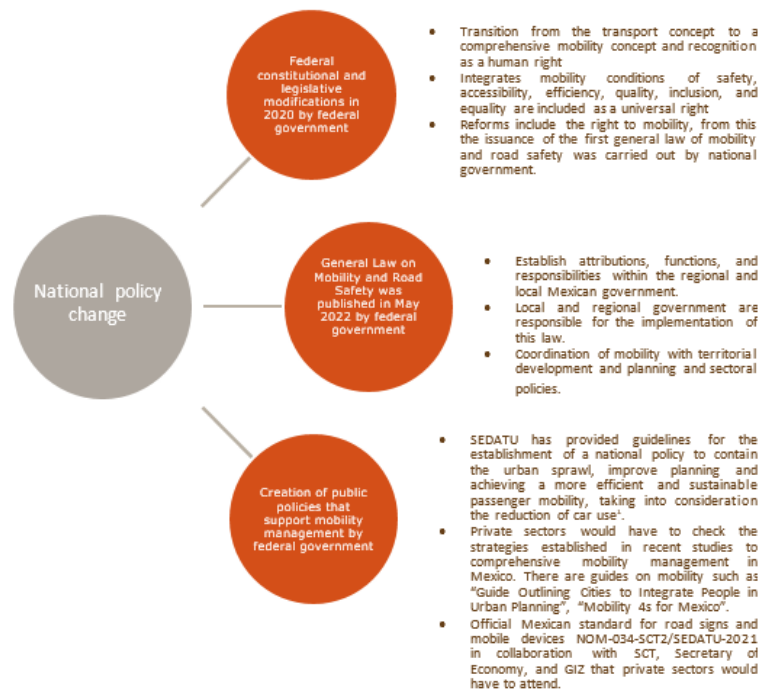 Federal
constitutional and
legislative
modifications in
2020 by federal
government
• Transition from the transport concept to a
comprehensive mobility concept and recognition
as a human right
• Integrates mobility conditions of safety,
accessibility, efficiency, quality, inclusion, and
equality are included as a universal right
• Reforms include the right to mobility, from this
the issuance of the first general law of mobility
and road safety was carried out by national
government.
National policy
change
General Law on
Mobility and Road
Safety was
published in May
2022 by federal
government
• Establish attributions, functions, and
responsibilities within the regional and
local Mexican government.
• Local and regional government are
responsible for the implementation of
this law.
• Coordination of mobility with territorial
development and planning and sectoral
policies.
Creation of public
policies that
support mobility
management by
federal government
• SEDATU has provided guidelines for the
establishment of a national policy to contain
the urban sprawl, improve planning and
achieving a more efficient and sustainable
passenger mobility, taking into consideration
the reduction of car use¹.
• Private sectors would have to check the
strategies established in recent studies to
comprehensive mobility management in
Mexico. There are guides on mobility such as
“Guide Outlining Cities to Integrate People in
Urban Planning”, “Mobility 4s for Mexico”.
• Official Mexican standard for road signs and
mobile devices NOM-034-SCT2/SEDATU-2021
in collaboration with SCT, Secretary of
Economy, and GIZ that private sectors would
have to attend.